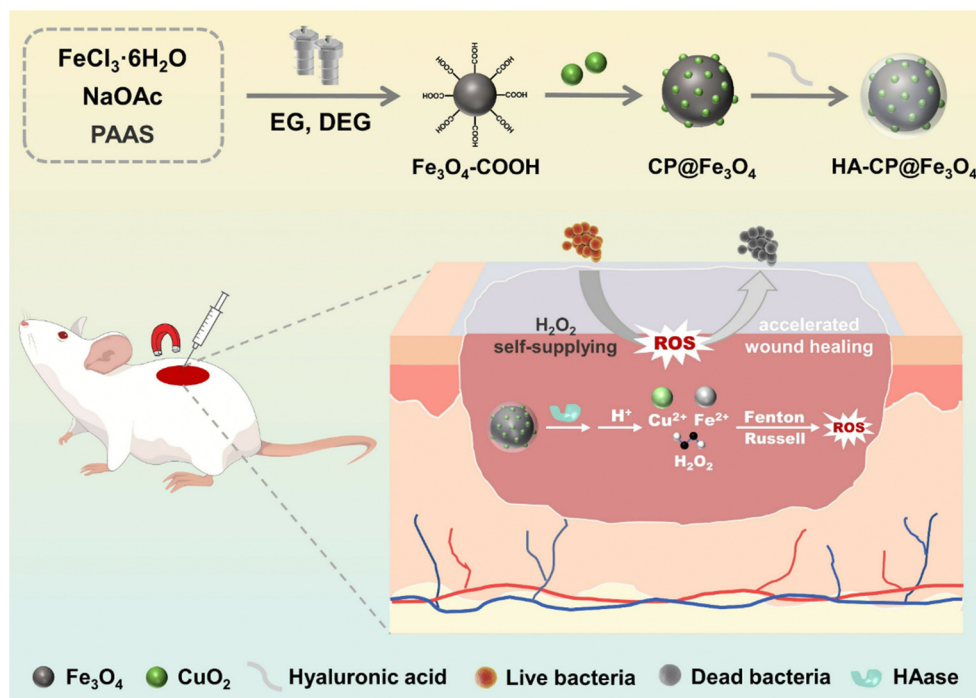 FeCl₃·6H₂O
NaOAc
PAAS
EG, DEG
COOH
COOH
COOH
COOH
COOH
COOH
COOH
COOH
Fe₃O₄-COOH
CP@Fe₃O₄
HA-CP@Fe₃O₄
H₂O₂
self-supplying
ROS
accelerated
wound healing
H⁺
Cu²⁺ Fe²⁺
H₂O₂
Fenton
Russell
ROS
Fe₃O₄
CuO₂
Hyaluronic acid
Live bacteria
Dead bacteria
HAase